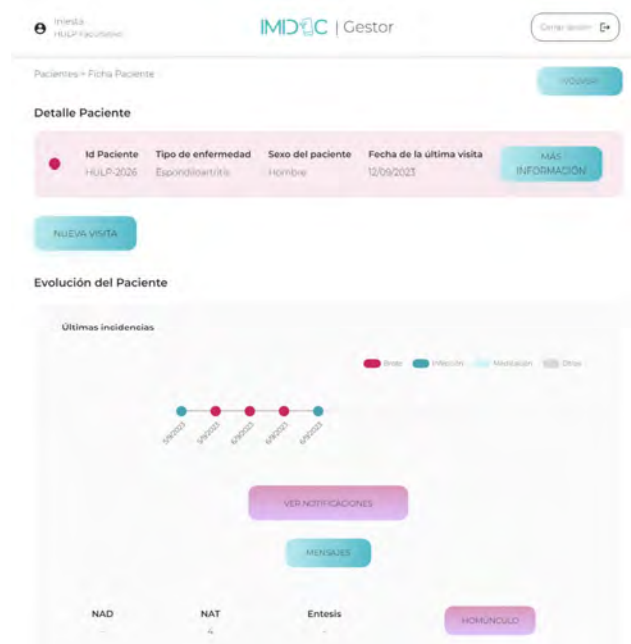 Iniesta
HULP Facultativo
IMIDOC | Gestor
Cerrar sesión
Pacientes > Ficha Paciente
VOLVER
Detalle Paciente
Id Paciente Tipo de enfermedad Sexo del paciente Fecha de la última visita
HULP-2026 Espondiloartritis Hombre 12/09/2023
MÁS INFORMACIÓN
NUEVA VISITA
Evolución del Paciente
Últimas incidencias
Brote Infección Medicación Otros
5/9/2023 5/9/2023 6/9/2023 6/9/2023 6/9/2023
VER NOTIFICACIONES
MENSAJES
NAD NAT Entesis
- 4 -
HOMÚNCULO